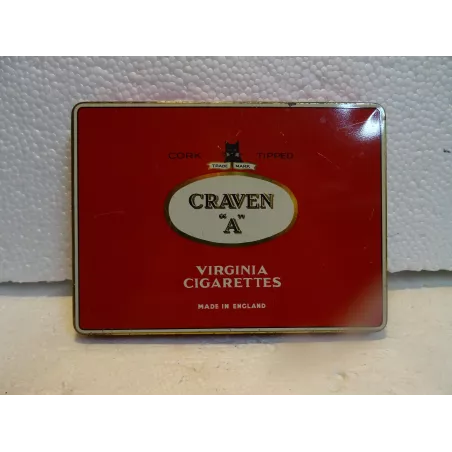 CORK TIPPED
TRADE MARK
CRAVEN
"A"
VIRGINIA
CIGARETTES
MADE IN ENGLAND